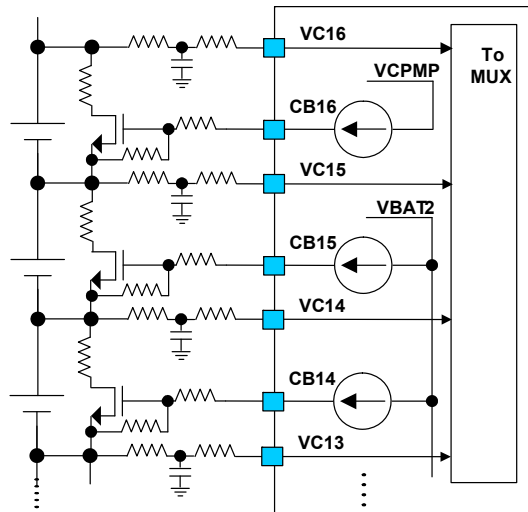 VC16
To
MUX
VCPMP
CB16
VC15
VBAT2
CB15
VC14
CB14
VC13